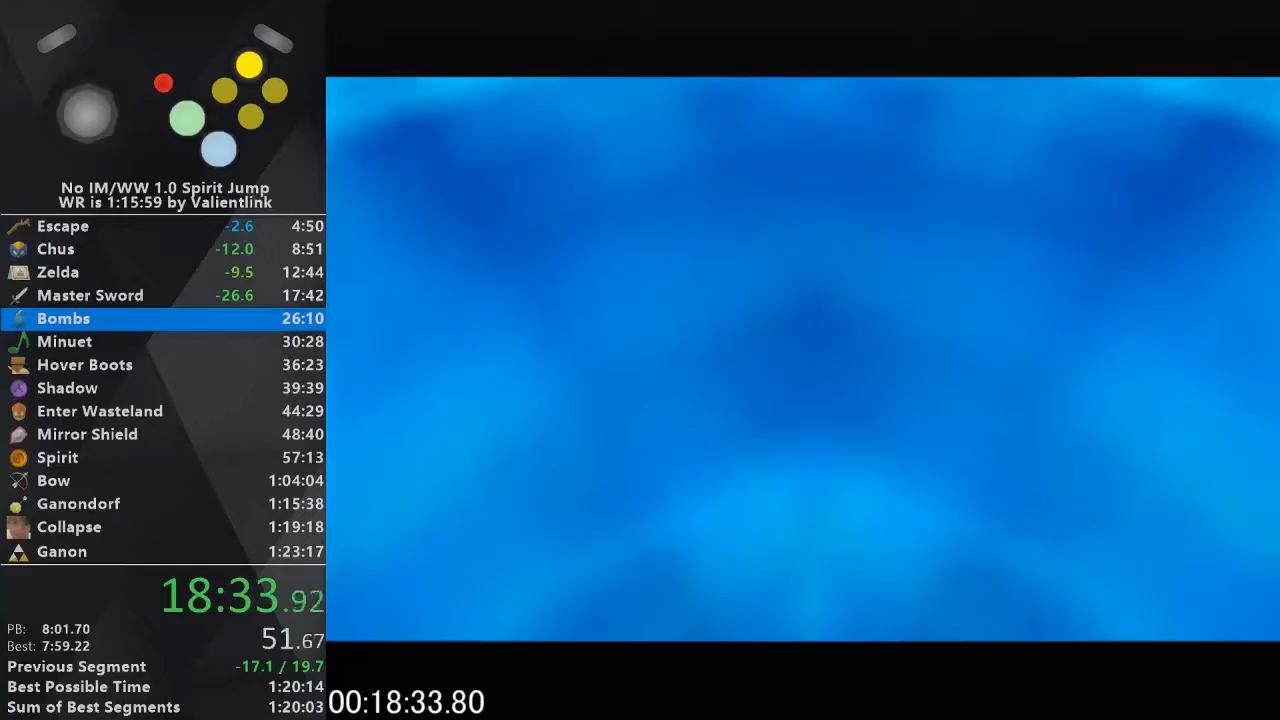 No IM/WW 1.0 Spirit Jump
WR is 1:15:59 by Valientlink
Escape -2.6 4:50
Chus -12.0 8:51
Zelda -9.5 12:44
Master Sword -26.6 17:42
Bombs 26:10
Minuet 30:28
Hover Boots 36:23
Shadow 39:39
Enter Wasteland 44:29
Mirror Shield 48:40
Spirit 57:13
Bow 1:04:04
Ganondorf 1:15:38
Collapse 1:19:18
Ganon 1:23:17
18:33.92
PB: 8:01.70
Best: 7:59.22
51.67
Previous Segment -17.1 / 19.7
Best Possible Time 1:20:14
Sum of Best Segments 1:20:03
00:18:33.80